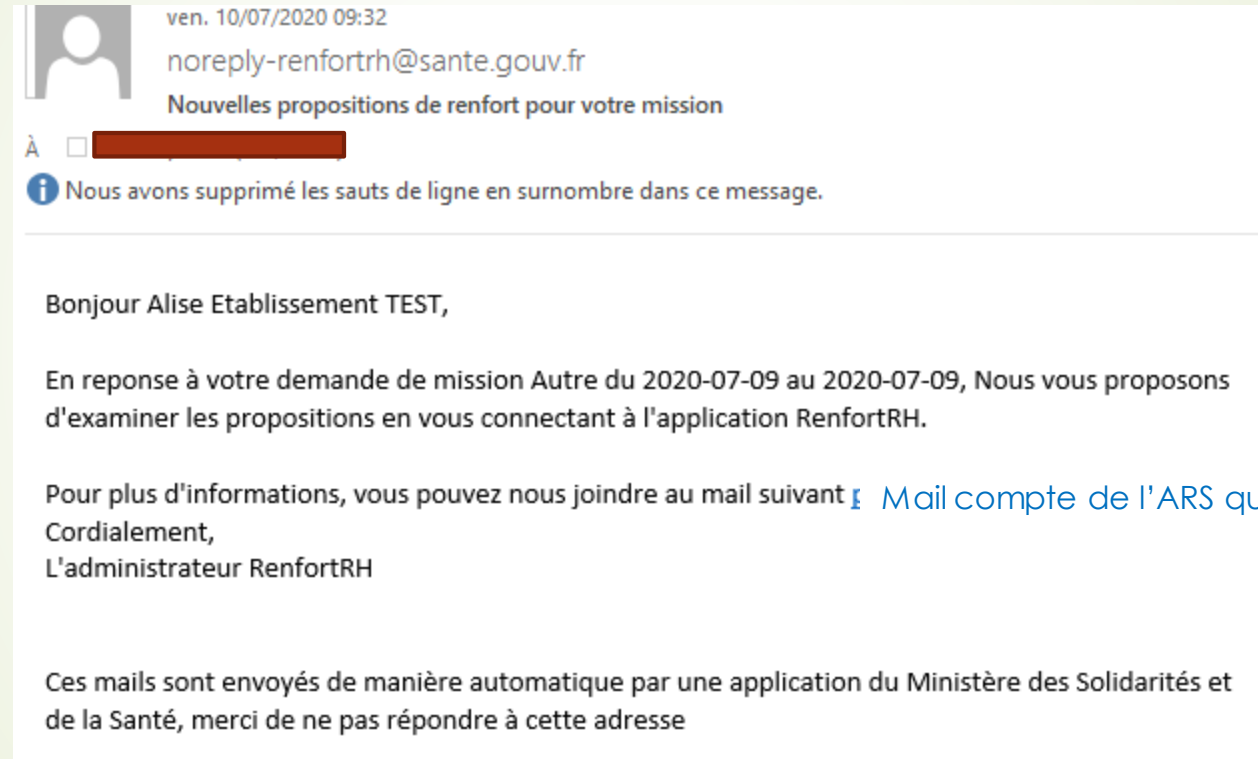 ven. 10/07/2020 09:32
noreply-renfortrh@sante.gouv.fr
Nouvelles propositions de renfort pour votre mission
À
Nous avons supprimé les sauts de ligne en surnombre dans ce message.
Bonjour Alise Etablissement TEST,
En reponse à votre demande de mission Autre du 2020-07-09 au 2020-07-09, Nous vous proposons
d'examiner les propositions en vous connectant à l'application RenfortRH.
Pour plus d'informations, vous pouvez nous joindre au mail suivant Mail compte de l'ARS
Cordialement,
L'administrateur RenfortRH
Ces mails sont envoyés de manière automatique par une application du Ministère des Solidarités et
de la Santé, merci de ne pas répondre à cette adresse